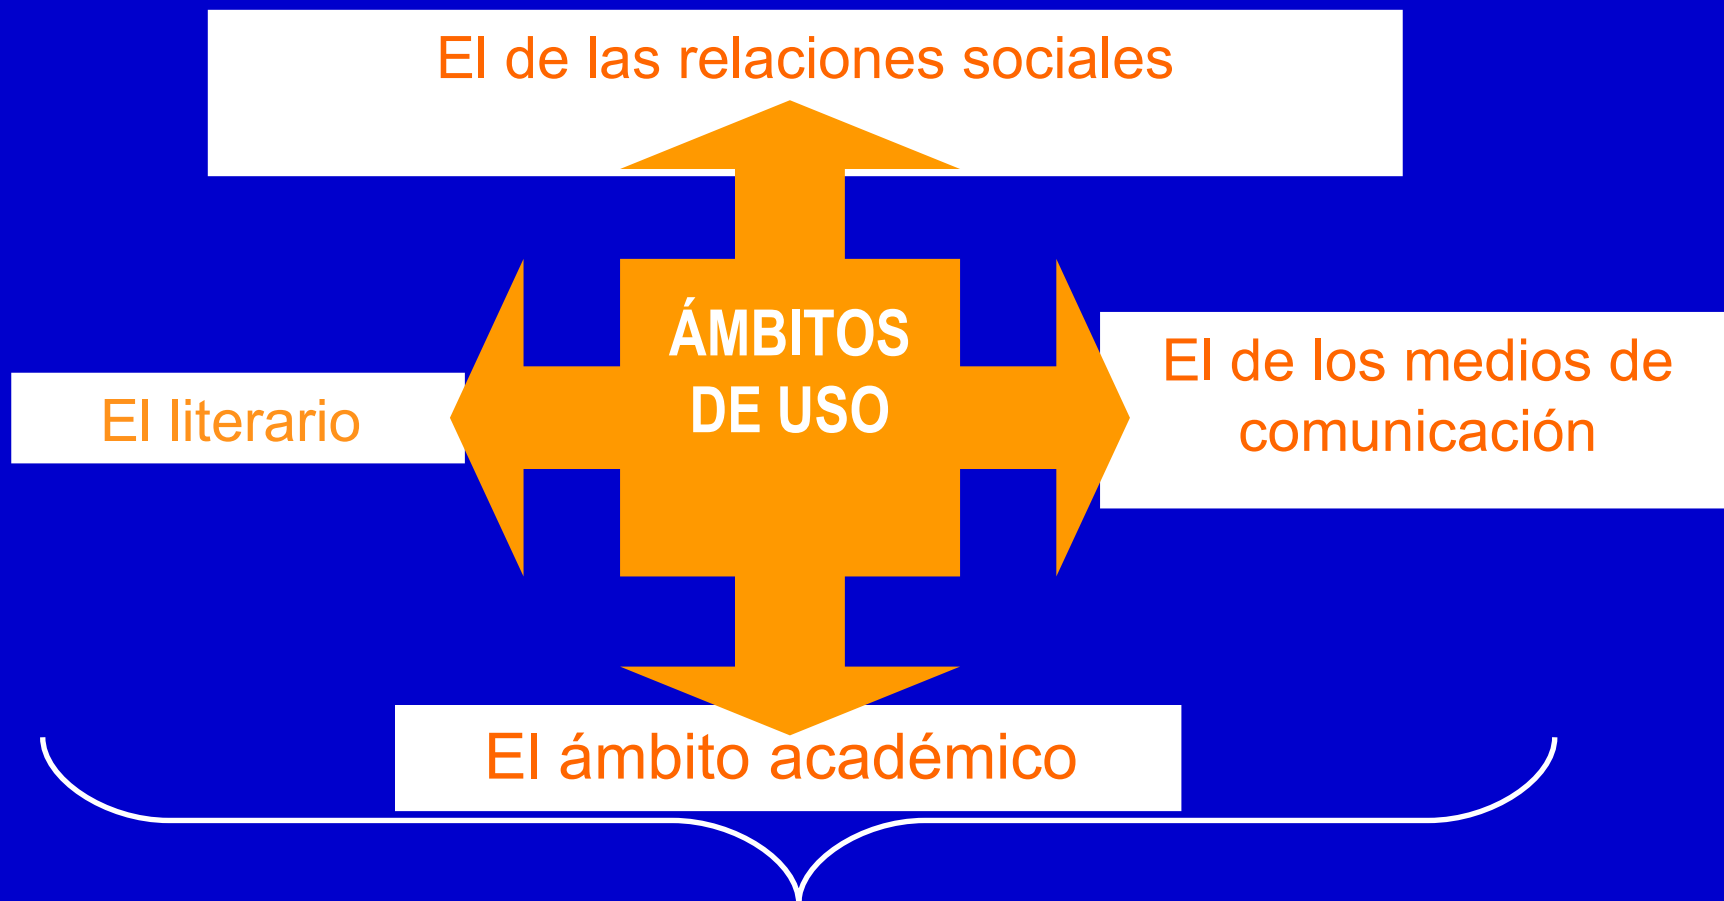 El de las relaciones sociales
ÁMBITOS
DE USO
El literario
El de los medios de
comunicación
El ámbito académico